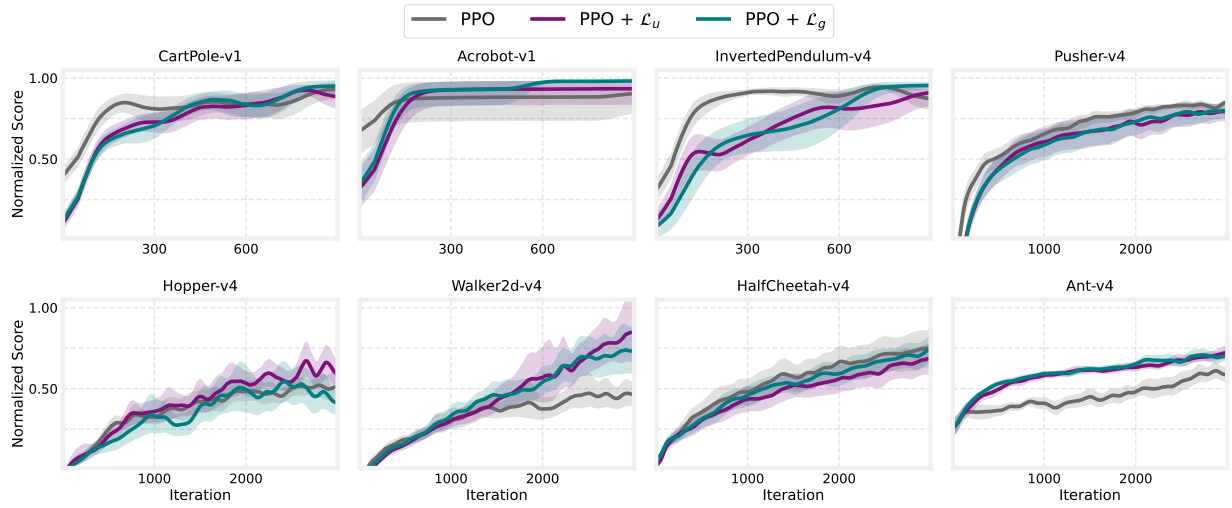 PPO PPO + ℒᵤ PPO + ℒ_g
CartPole-v1 Acrobot-v1 InvertedPendulum-v4 Pusher-v4
Normalized Score
1.00
0.50
300 600 300 600 300 600 1000 2000
Hopper-v4 Walker2d-v4 HalfCheetah-v4 Ant-v4
Normalized Score
1.00
0.50
1000 2000 1000 2000 1000 2000 1000 2000
Iteration Iteration Iteration Iteration